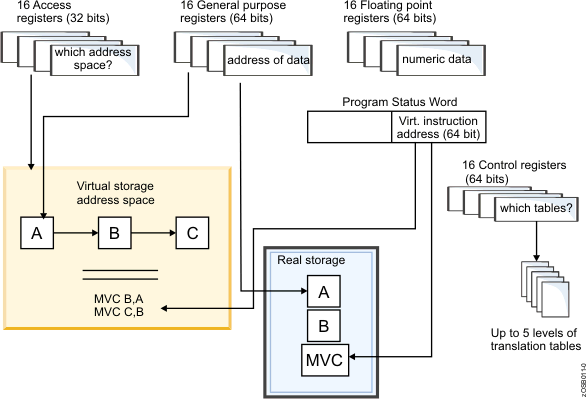 16 Access
registers (32 bits)
which address
space?
16 General purpose
registers (64 bits)
address of data
16 Floating point
registers (64 bits)
numeric data
Program Status Word
Virt. instruction
address (64 bit)
16 Control registers
(64 bits)
which tables?
Up to 5 levels of
translation tables
Virtual storage
address space
A
B
C
MVC B,A
MVC C,B
Real storage
A
B
MVC
z_OSB011-0